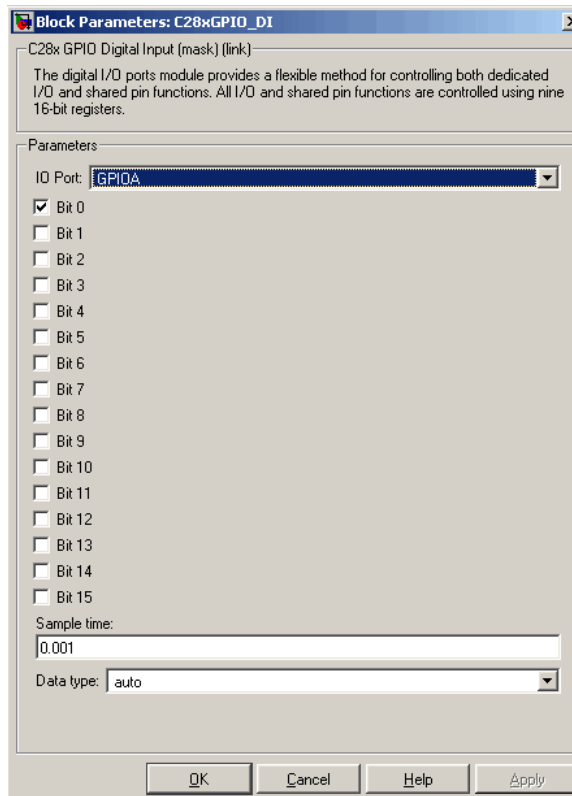 Block Parameters: C28xGPIO_DI
C28x GPIO Digital Input (mask) (link)
The digital I/O ports module provides a flexible method for controlling both dedicated
I/O and shared pin functions. All I/O and shared pin functions are controlled using nine
16-bit registers.
Parameters
IO Port: GPIOA
Bit 0
Bit 1
Bit 2
Bit 3
Bit 4
Bit 5
Bit 6
Bit 7
Bit 8
Bit 9
Bit 10
Bit 11
Bit 12
Bit 13
Bit 14
Bit 15
Sample time:
0.001
Data type: auto
OK Cancel Help Apply